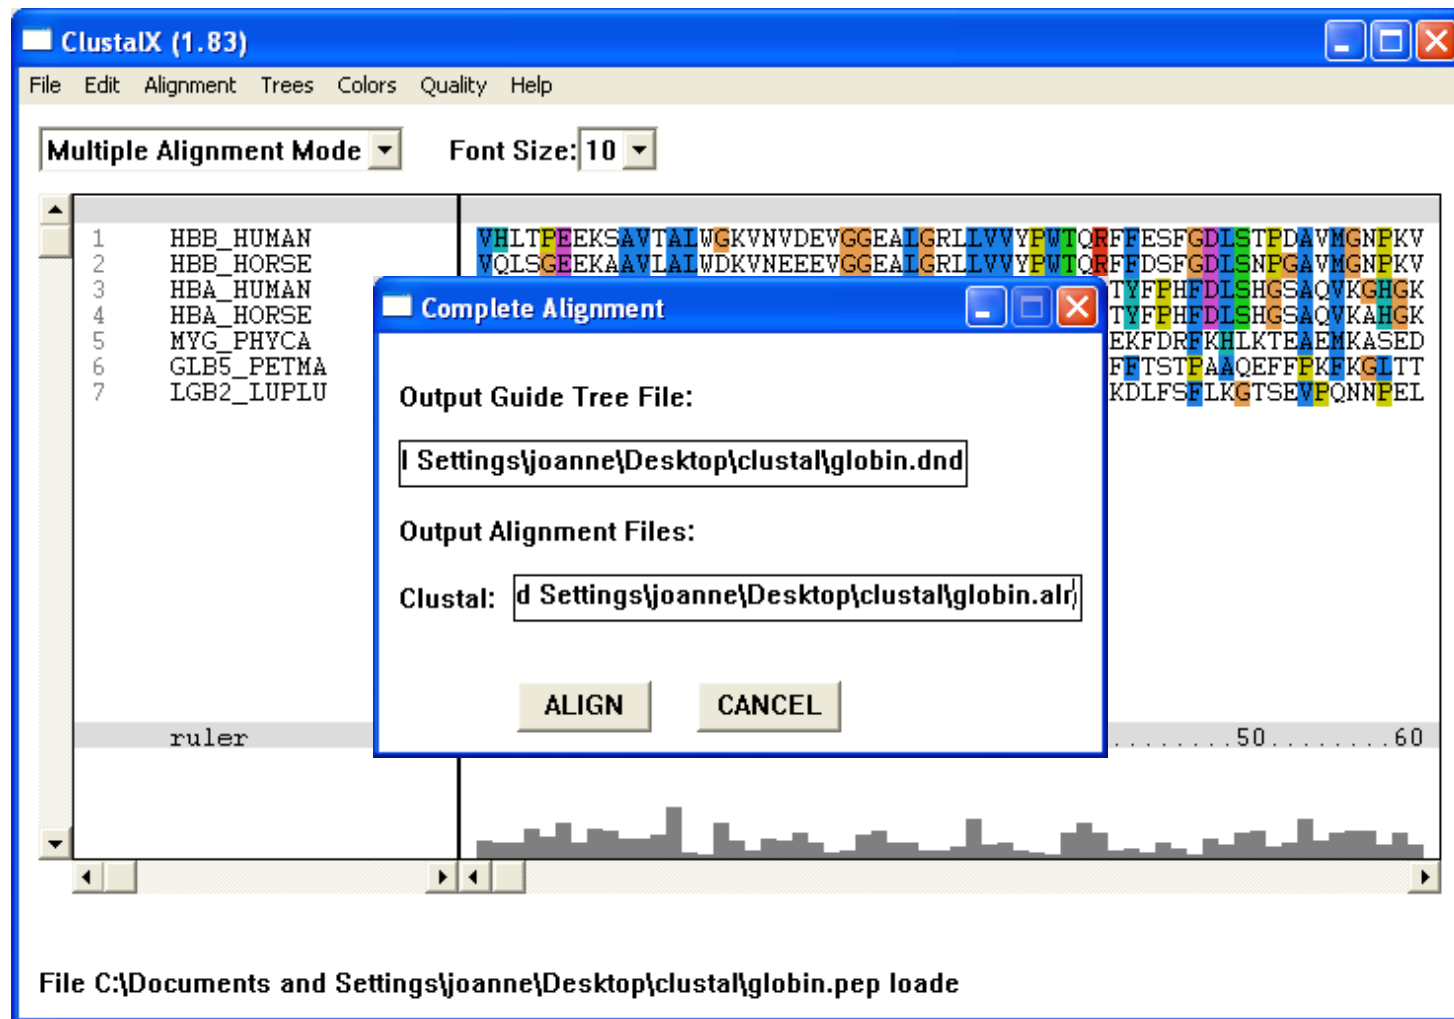 ClustalX (1.83)
File Edit Alignment Trees Colors Quality Help
Multiple Alignment Mode Font Size: 10
1 HBB_HUMAN VHLTPEEKSAVTALWGKVNVDEVGGEALGRLLVVYPWTQRFFESFGDLSTPDAVMGNPKV
2 HBB_HORSE VQLSGEEKAAVLALWDKVNEEEVGGEALGRLLVVYPWTQRFFDSFGDLSNPGAVMGNPKV
3 HBA_HUMAN TYFPHFDLSHGSAQVKGHGK
4 HBA_HORSE TYFPHFDLSHGSAQVKAHGK
5 MYG_PHYCA EKFDRFKHLKTEAEMKASED
6 GLB5_PETMA FFTSTPAAQEFFPKFKGLTT
7 LGB2_LUPLU KDLFSFLKGTSEVPQNNPEL
Complete Alignment
Output Guide Tree File:
l Settings\joanne\Desktop\clustal\globin.dnd
Output Alignment Files:
Clustal: d Settings\joanne\Desktop\clustal\globin.aln
ALIGN CANCEL
ruler .........50........60
File C:\Documents and Settings\joanne\Desktop\clustal\globin.pep loade